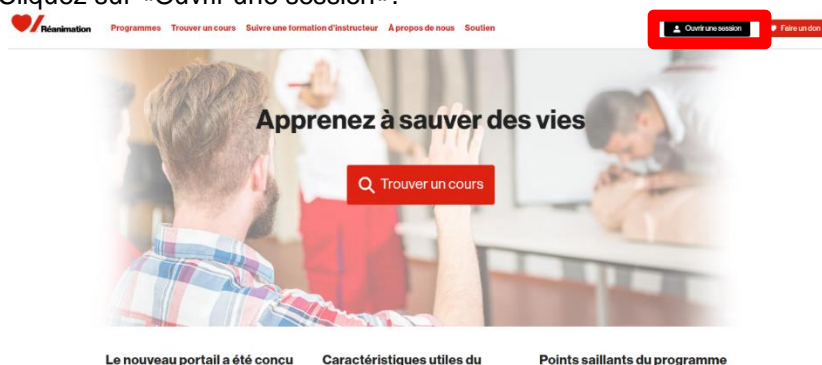 Cliquez sur «Ouvrir une session».
Réanimation Programmes Trouver un cours Suivre une formation d'instructeur À propos de nous Soutien Ouvrir une session Faire un don
Apprenez à sauver des vies
Trouver un cours
Le nouveau portail a été conçu Caractéristiques utiles du Points saillants du programme